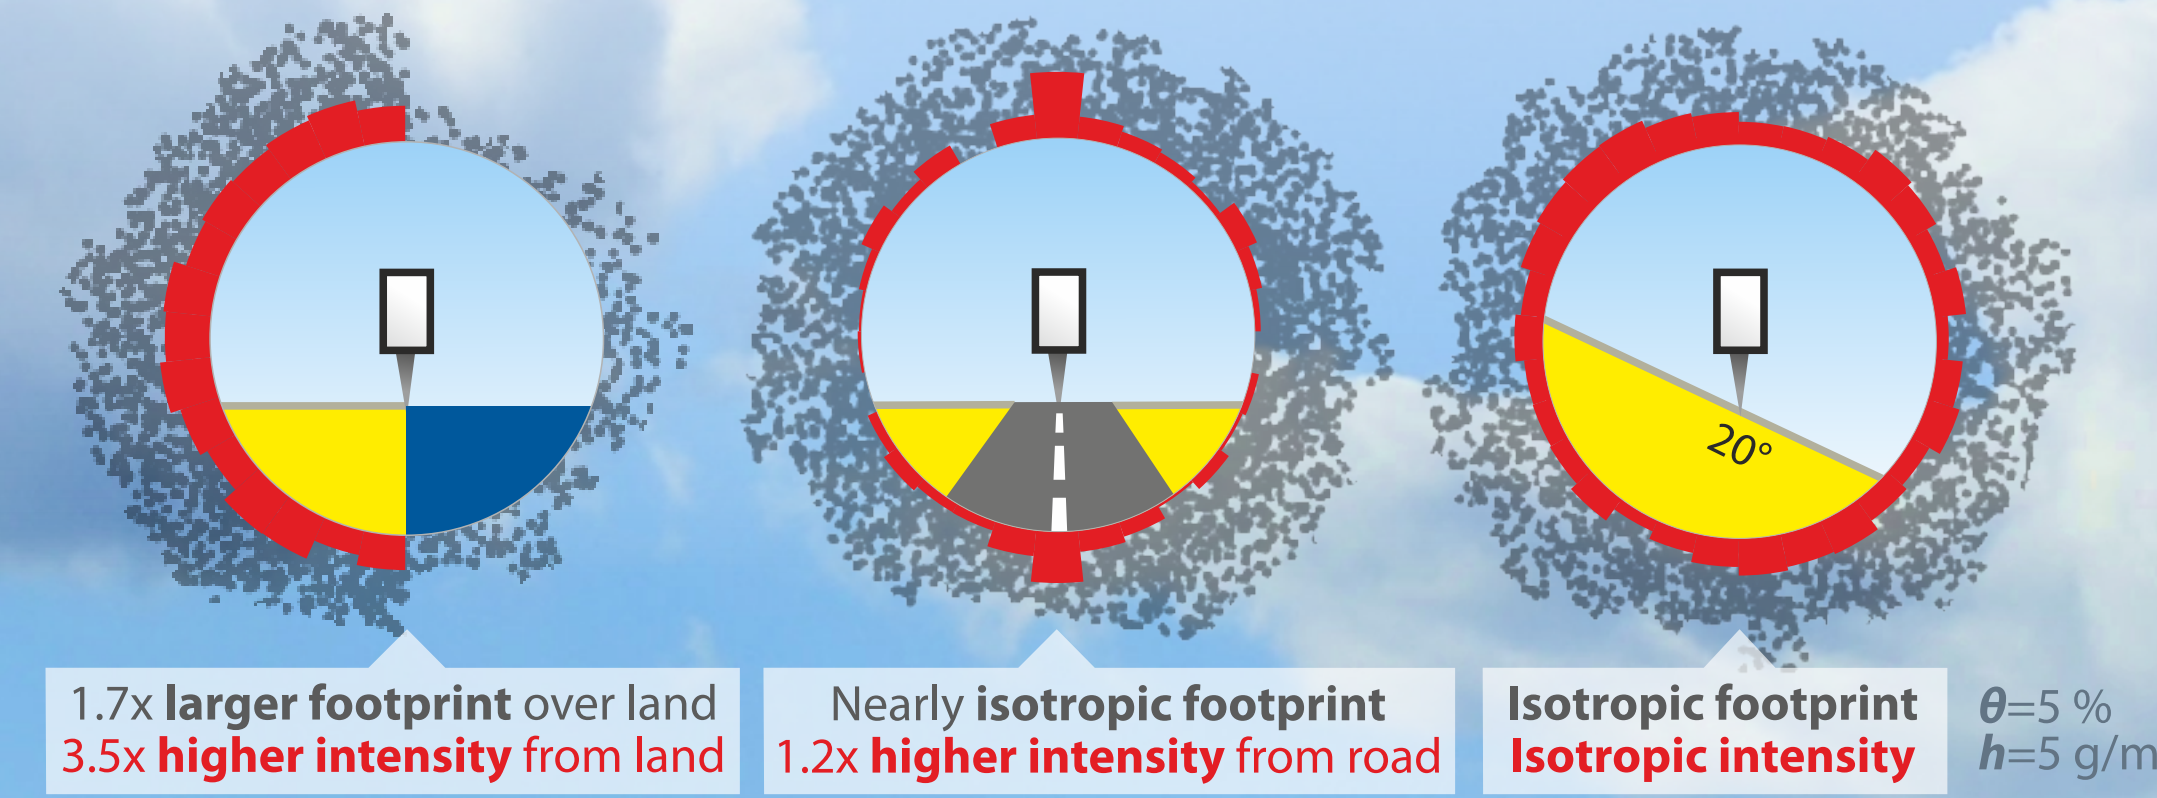 20°
1.7x larger footprint over land
3.5x higher intensity from land
Nearly isotropic footprint
1.2x higher intensity from road
Isotropic footprint
Isotropic intensity
θ=5 %
h=5 g/m